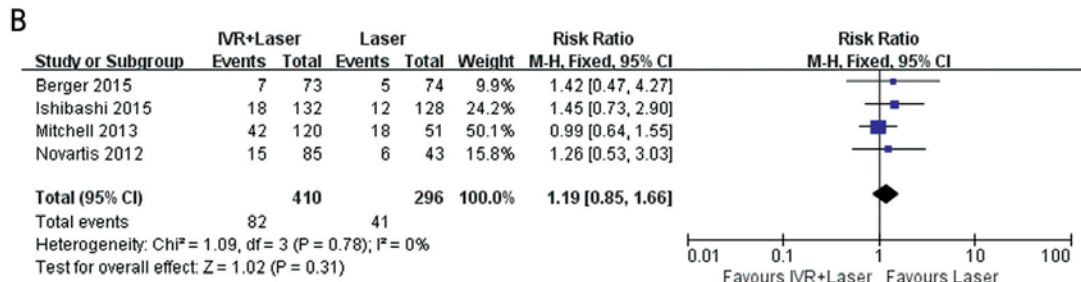 B
IVR+Laser Laser Risk Ratio Risk Ratio
Study or Subgroup Events Total Events Total Weight M-H, Fixed, 95% CI M-H, Fixed, 95% CI
Berger 2015 7 73 5 74 9.9% 1.42 [0.47, 4.27]
Ishibashi 2015 18 132 12 128 24.2% 1.45 [0.73, 2.90]
Mitchell 2013 42 120 18 51 50.1% 0.99 [0.64, 1.55]
Novartis 2012 15 85 6 43 15.8% 1.26 [0.53, 3.03]
Total (95% CI) 410 296 100.0% 1.19 [0.85, 1.66]
Total events 82 41
Heterogeneity: Chi² = 1.09, df = 3 (P = 0.78); I² = 0%
Test for overall effect: Z = 1.02 (P = 0.31)
0.01 0.1 1 10 100
Favours IVR+Laser Favours Laser